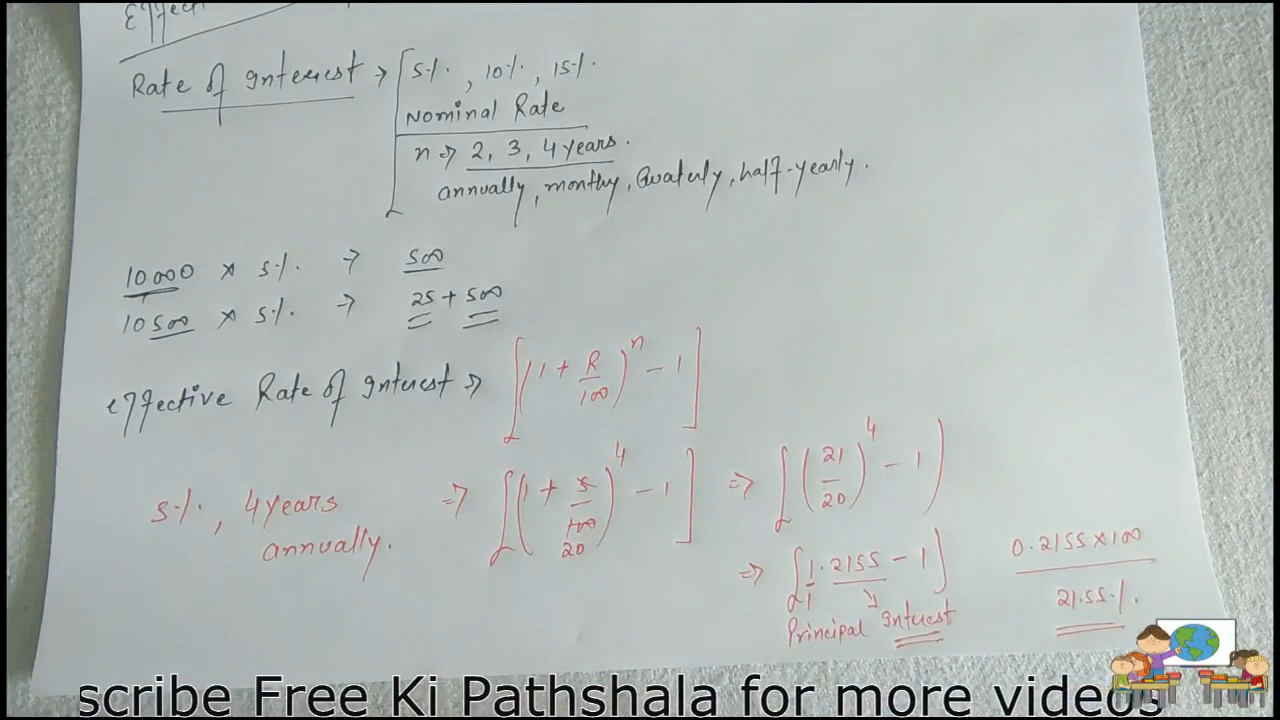 Effecti
Rate of Interest → 5%, 10%, 15%.
Nominal Rate
n → 2, 3, 4 years.
annually, monthy, Quaterly, half-yearly.
10000 × 5% → 500
10500 × 5% → 25 + 500
Effective Rate of Interest → [(1 + R/100)^n - 1]
5%, 4 years
annually.
⇒ [(1 + 5/100)^4 - 1] ⇒ [(21/20)^4 - 1]
20
⇒ [1.2155 - 1]
Principal Interest
0.2155 × 100
21.55%
scribe Free Ki Pathshala for more videos